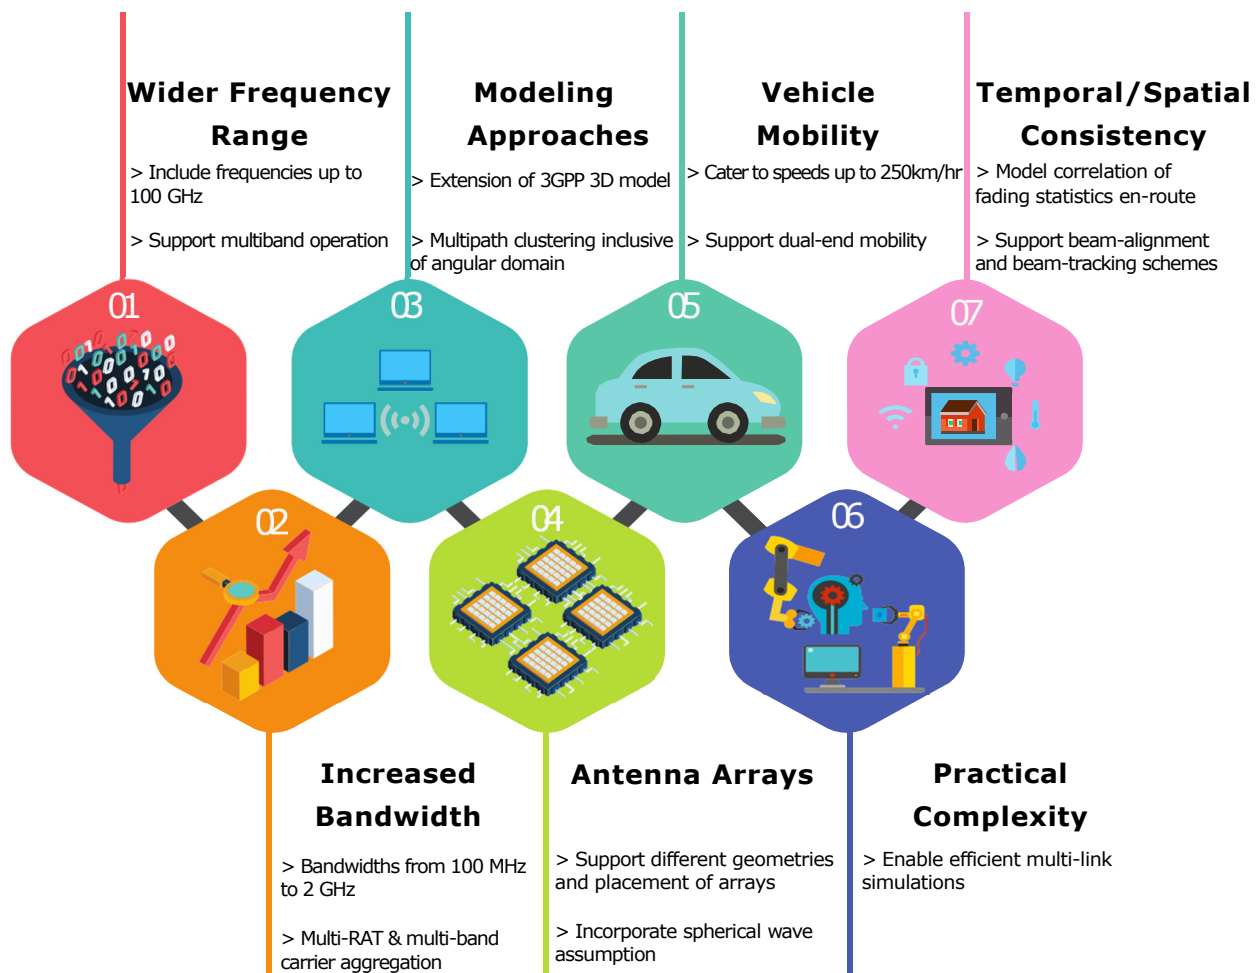 Wider Frequency
Range
> Include frequencies up to
100 GHz
> Support multiband operation
01
02
Increased
Bandwidth
> Bandwidths from 100 MHz
to 2 GHz
> Multi-RAT & multi-band
carrier aggregation
Modeling
Approaches
> Extension of 3GPP 3D model
> Multipath clustering inclusive
of angular domain
03
04
Antenna Arrays
> Support different geometries
and placement of arrays
> Incorporate spherical wave
assumption
Vehicle
Mobility
> Cater to speeds up to 250km/hr
> Support dual-end mobility
05
06
Practical
Complexity
> Enable efficient multi-link
simulations
Temporal/Spatial
Consistency
> Model correlation of
fading statistics en-route
> Support beam-alignment
and beam-tracking schemes
07